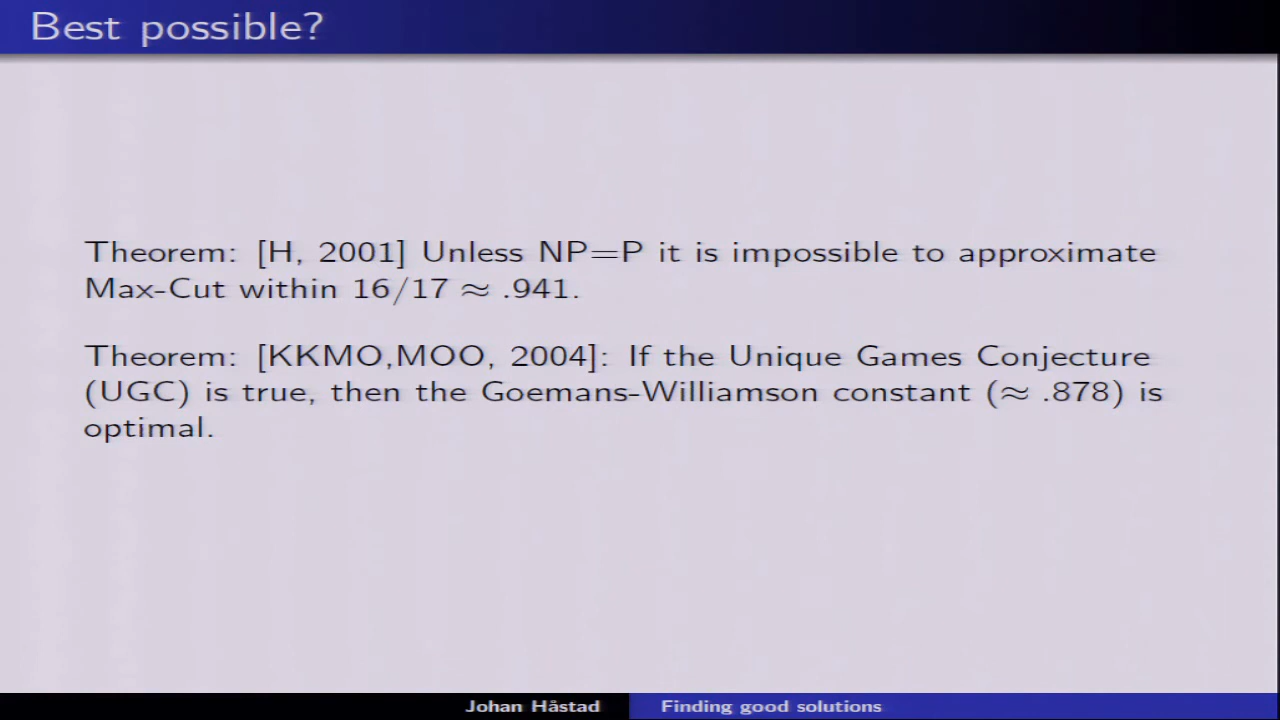 Best possible?
Theorem: [H, 2001] Unless NP=P it is impossible to approximate
Max-Cut within 16/17 ≈ .941.
Theorem: [KKMO,MOO, 2004]: If the Unique Games Conjecture
(UGC) is true, then the Goemans-Williamson constant (≈ .878) is
optimal.
Johan Håstad Finding good solutions